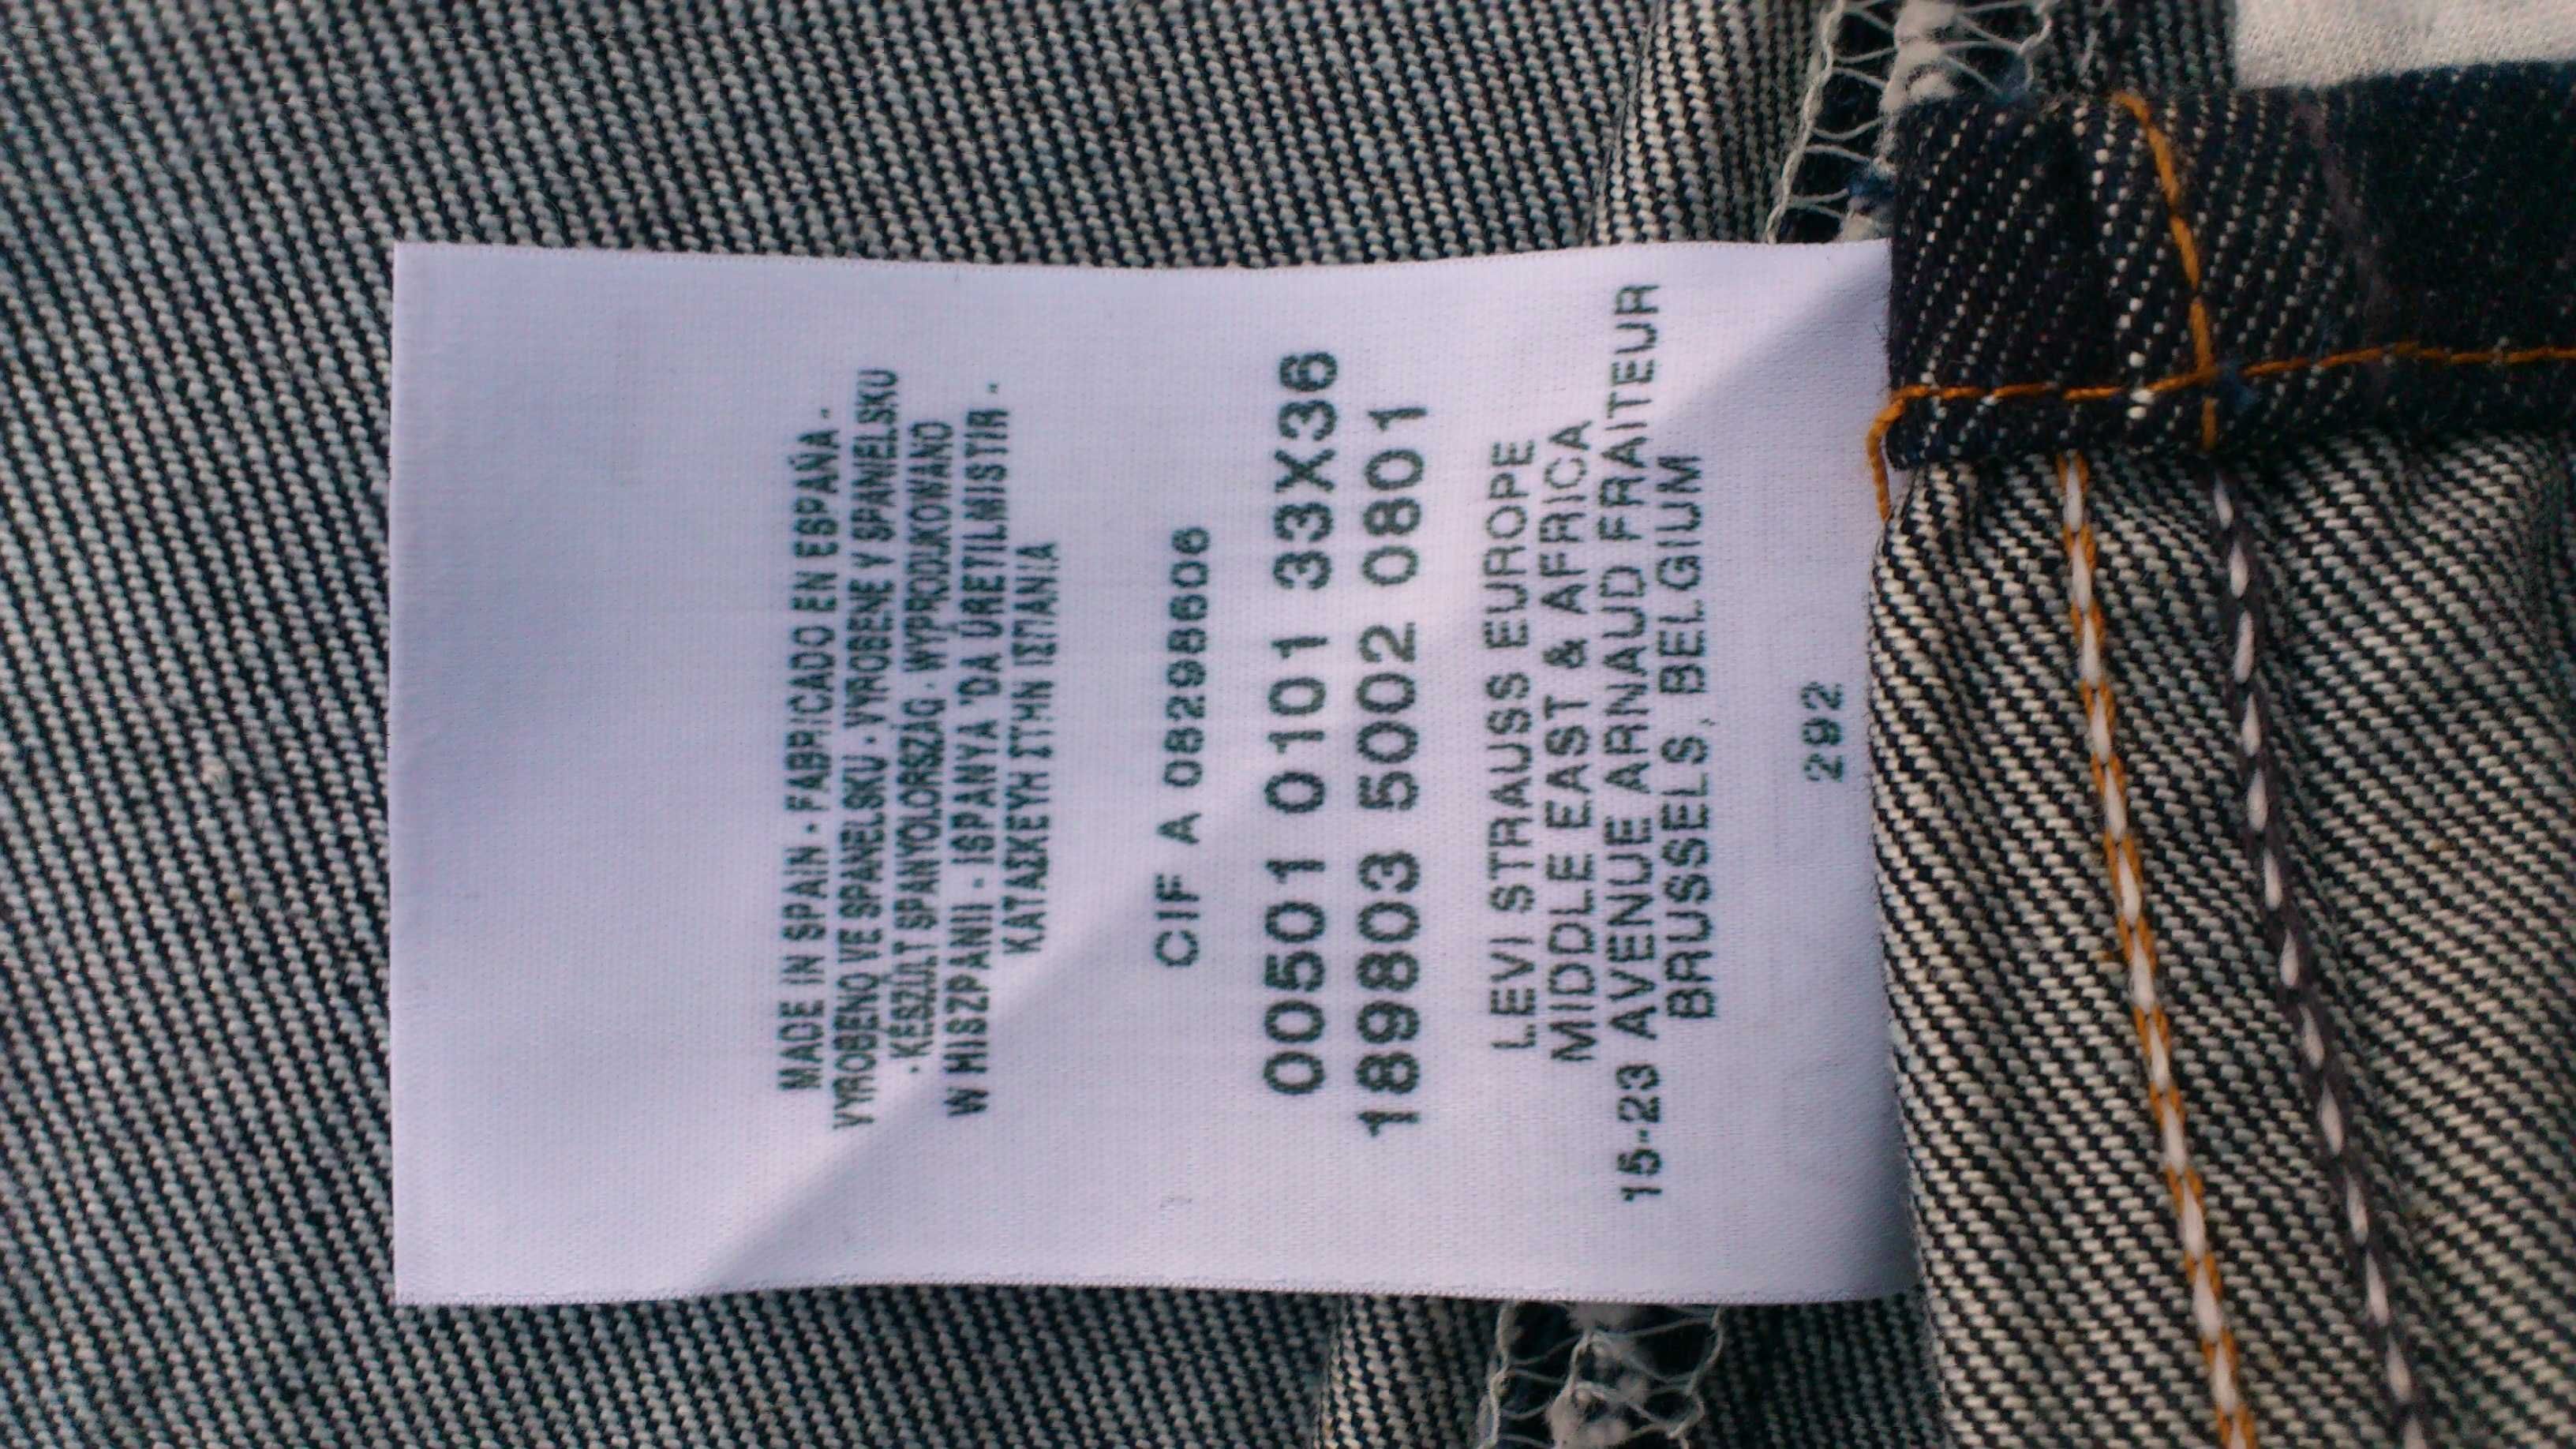 MADE IN SPAIN - FABRICADO EN ESPAÑA -
VYROBENO VE SPANELSKU - VYROBENE Y SPANIELSKU
- KÉSZÜLT SPANYOLORSZÁG - WYPRODUKOWANO
W HISZPANII - ISPANYA 'DA ÜRETILMISTIR -
ΚΑΤΑΣΚΕΥΗ ΣΤΗΝ ΙΣΠΑΝΙΑ
CIF A 08298606
00501 0101 33X36
189803 5002 0801
LEVI STRAUSS EUROPE
MIDDLE EAST & AFRICA
15-23 AVENUE ARNAUD FRAITEUR
BRUSSELS, BELGIUM
292